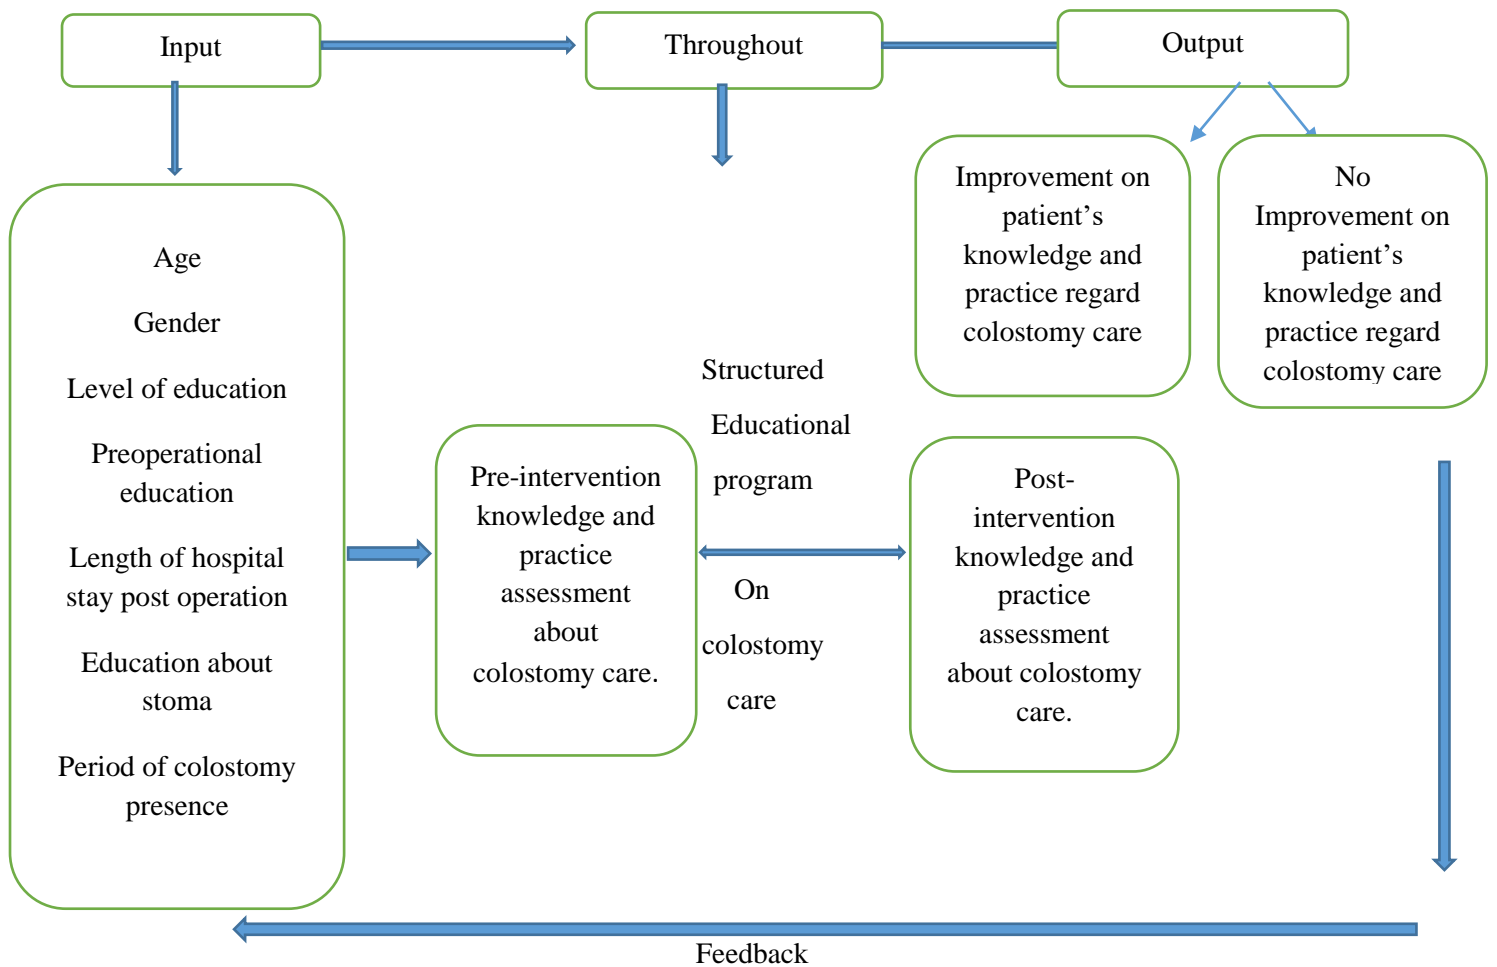 Input
Throughout
Output
Age
Gender
Level of education
Preoperational
education
Length of hospital
stay post operation
Education about
stoma
Period of colostomy
presence
Pre-intervention
knowledge and
practice
assessment
about
colostomy care.
Structured
Educational
program
On
colostomy
care
Improvement on
patient’s
knowledge and
practice regard
colostomy care
No
Improvement on
patient’s
knowledge and
practice regard
colostomy care
Post-
intervention
knowledge and
practice
assessment
about colostomy
care.
Feedback